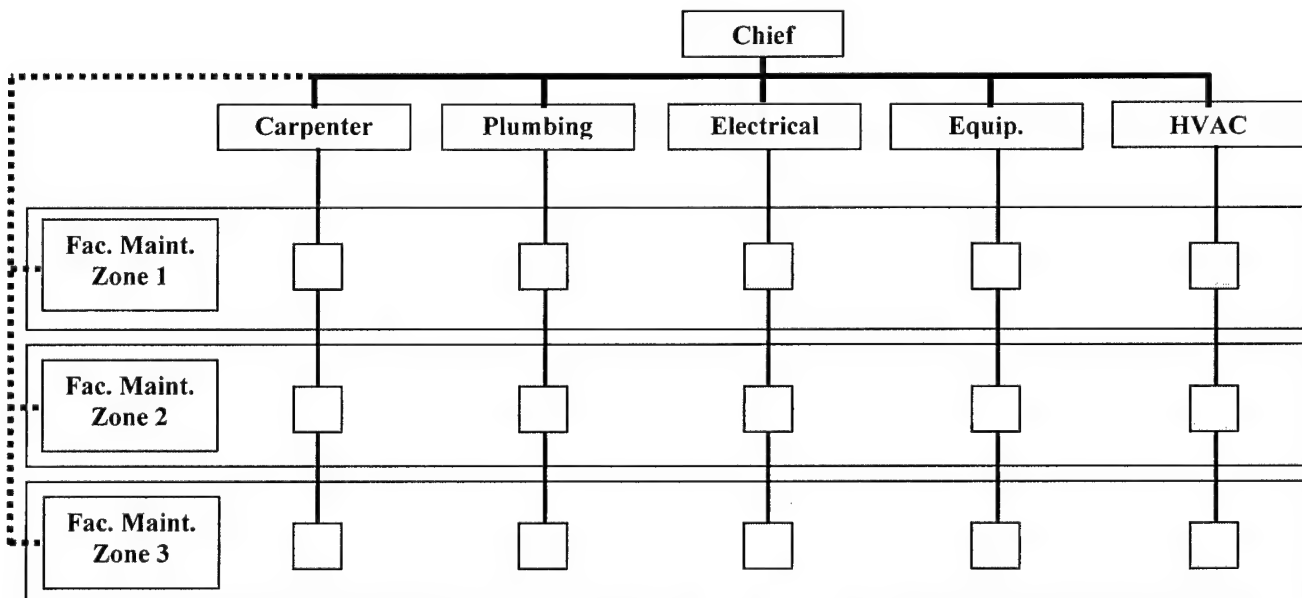 Chief
Carpenter
Plumbing
Electrical
Equip.
HVAC
Fac. Maint.
Zone 1
Fac. Maint.
Zone 2
Fac. Maint.
Zone 3